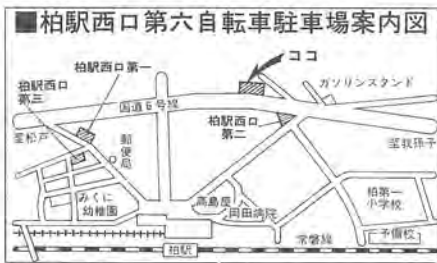 ■柏駅西口第六自転車駐車場案内図
ココ
柏駅西口第一
ガソリンスタンド
柏駅西口
第三
国道6号線
柏駅西口
第二
至松戸
郵便局
至我孫子
みくに
幼稚園
高島屋
岡田病院
柏第一
小学校
予備校
常磐線
柏駅